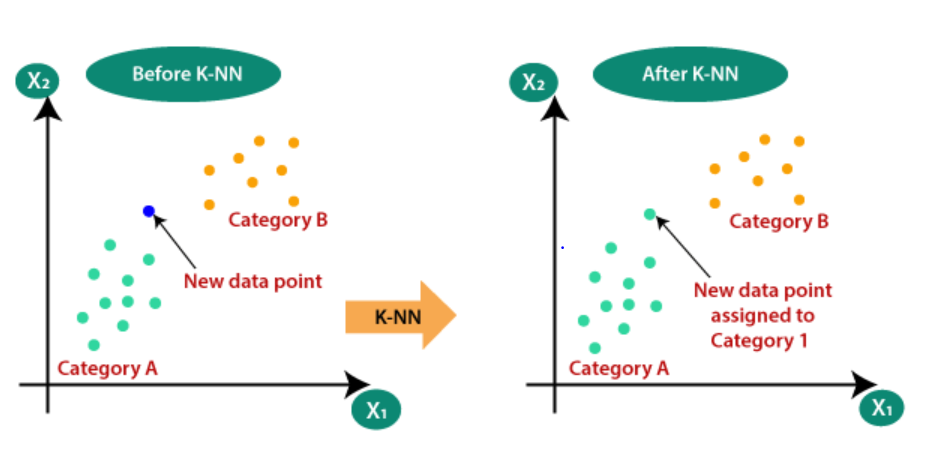 Before K-NN
X₂
Category B
New data point
Category A
X₁
K-NN
After K-NN
X₂
Category B
New data point
assigned to
Category 1
Category A
X₁